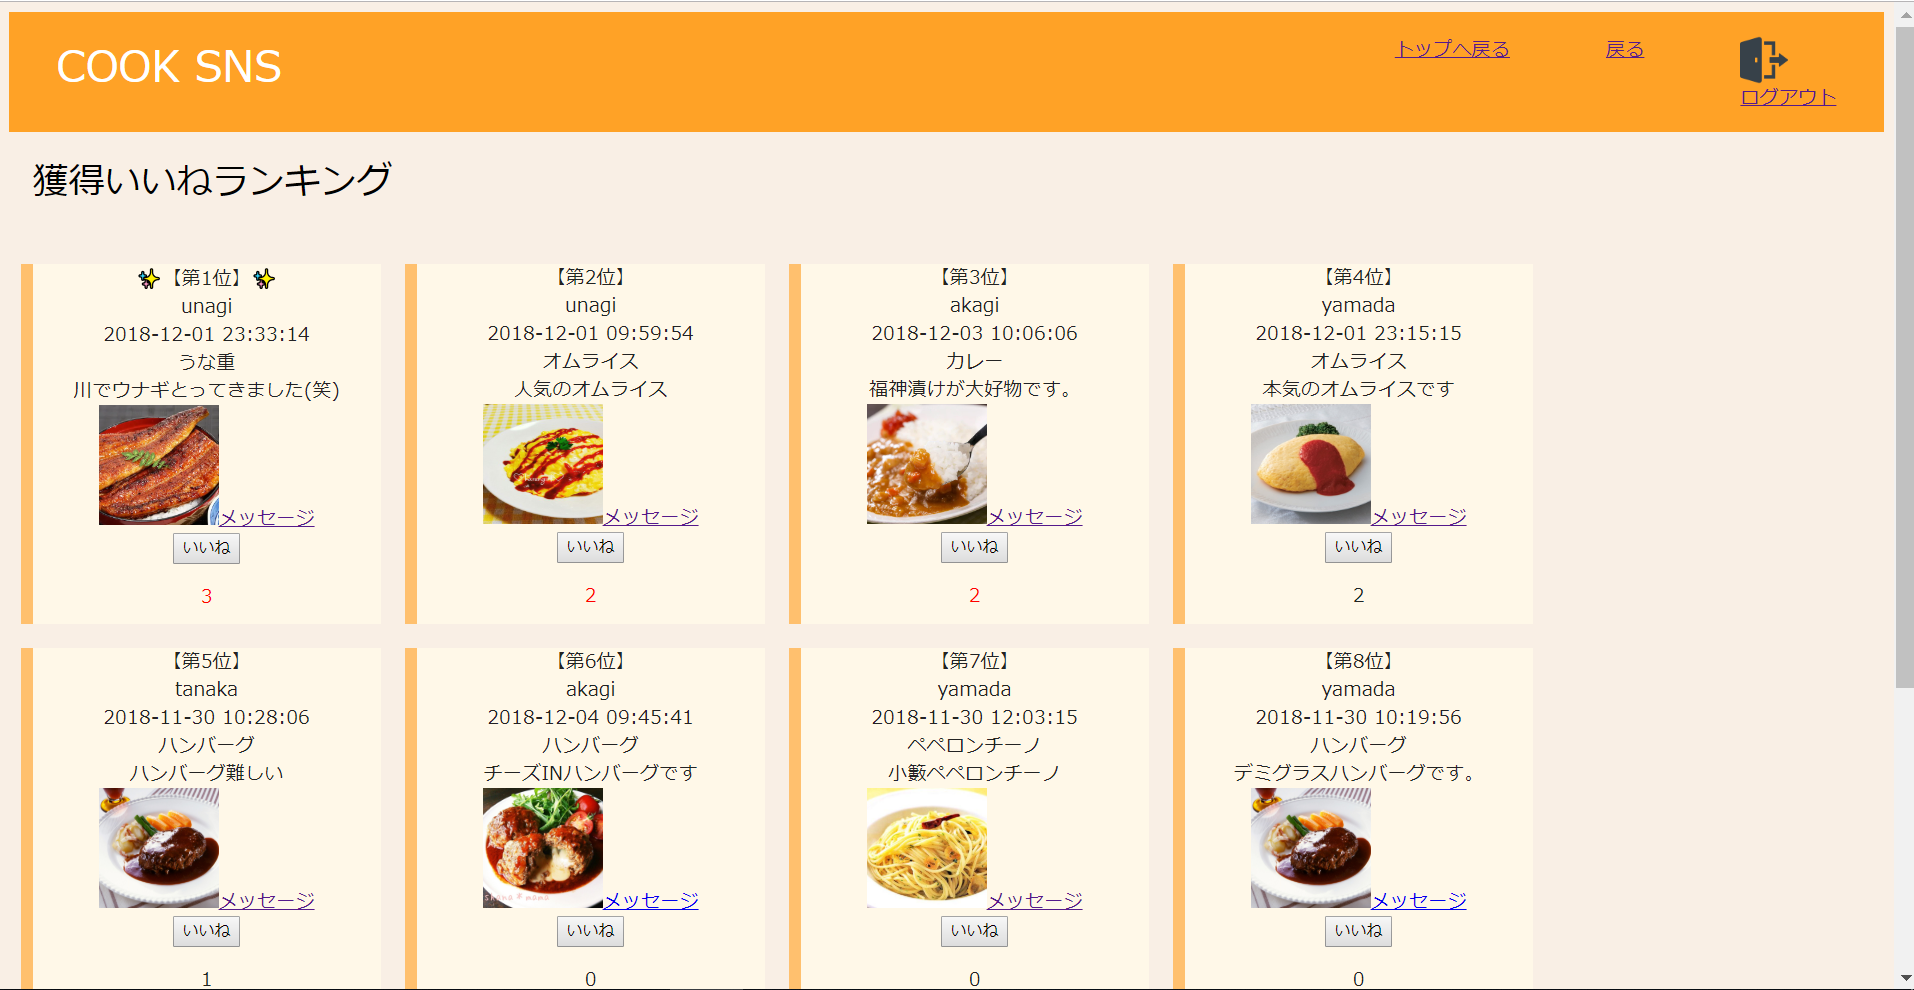 COOK SNS
トップへ戻る
戻る
ログアウト
獲得いいねランキング
【第1位】
unagi
2018-12-01 23:33:14
うな重
川でウナギとってきました(笑)
メッセージ
いいね
3
【第2位】
unagi
2018-12-01 09:59:54
オムライス
人気のオムライス
メッセージ
いいね
2
【第3位】
akagi
2018-12-03 10:06:06
カレー
福神漬けが大好物です。
メッセージ
いいね
2
【第4位】
yamada
2018-12-01 23:15:15
オムライス
本気のオムライスです
メッセージ
いいね
2
【第5位】
tanaka
2018-11-30 10:28:06
ハンバーグ
ハンバーグ難しい
メッセージ
いいね
1
【第6位】
akagi
2018-12-04 09:45:41
ハンバーグ
チーズINハンバーグです
メッセージ
いいね
0
【第7位】
yamada
2018-11-30 12:03:15
ペペロンチーノ
小籔ペペロンチーノ
メッセージ
いいね
0
【第8位】
yamada
2018-11-30 10:19:56
ハンバーグ
デミグラスハンバーグです。
メッセージ
いいね
0